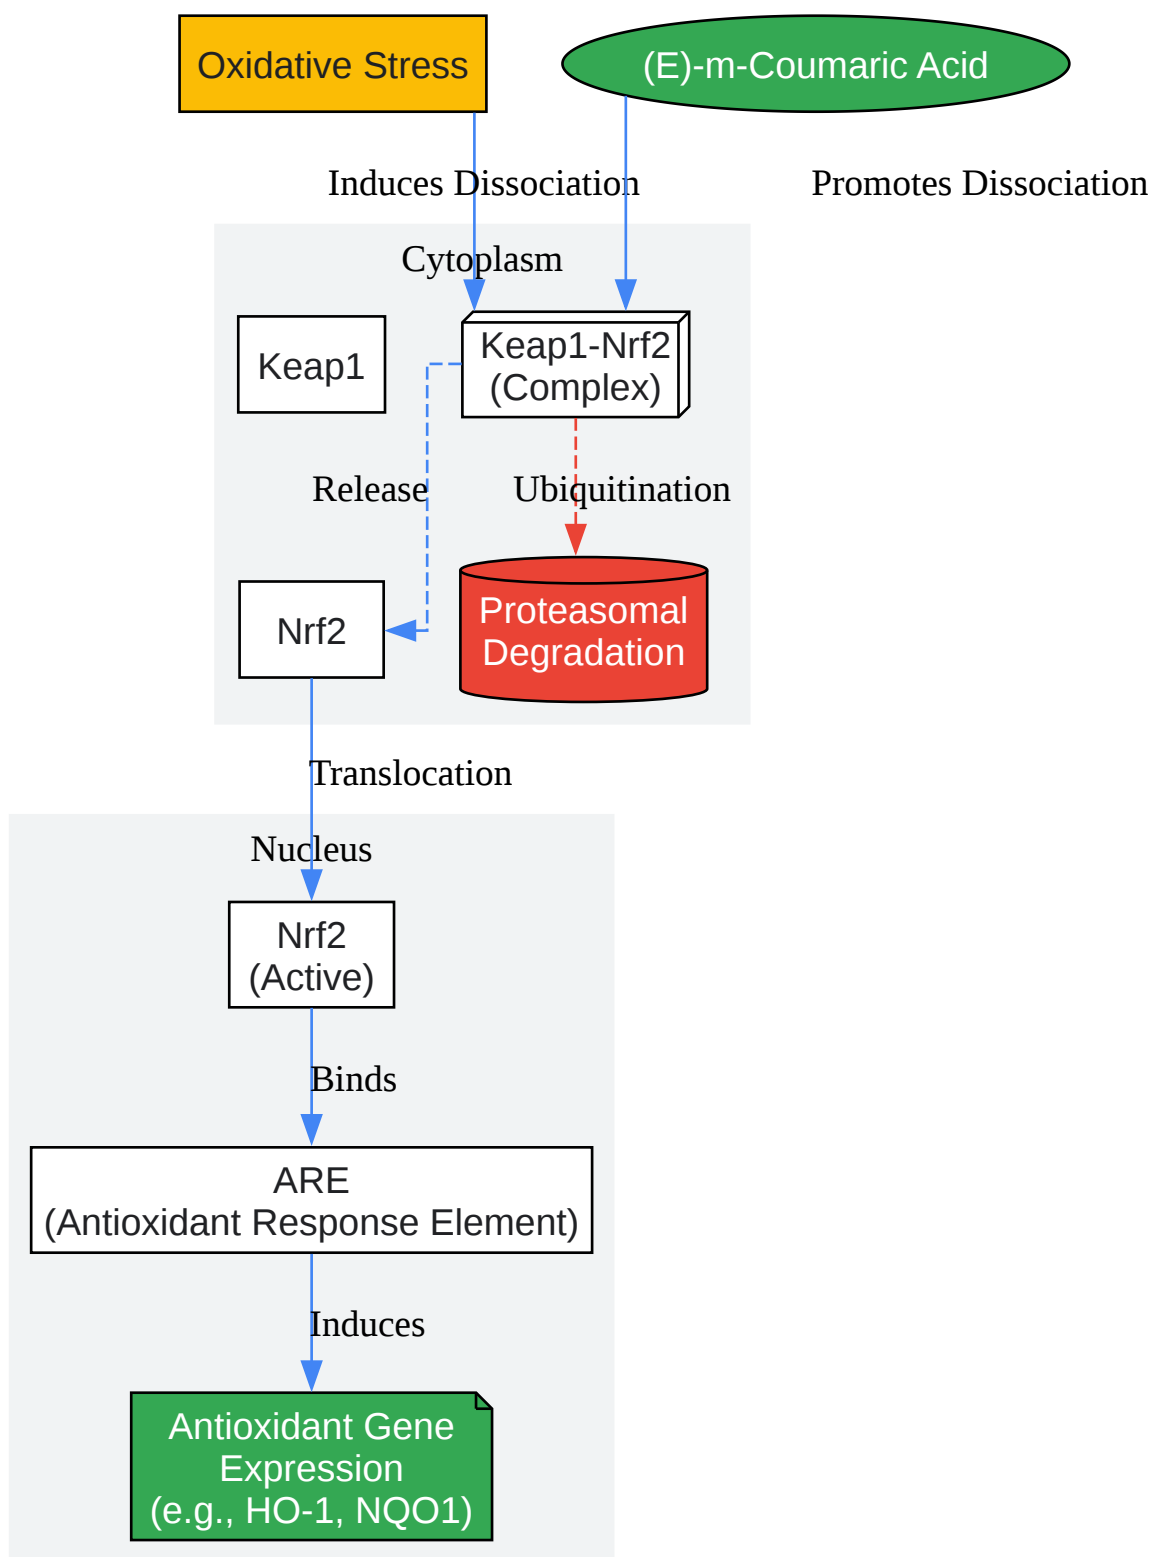 Oxidative Stress
(E)-m-Coumaric Acid
Induces Dissociation
Promotes Dissociation
Cytoplasm
Keap1
Keap1-Nrf2
(Complex)
Release
Ubiquitination
Nrf2
Proteasomal
Degradation
Translocation
Nucleus
Nrf2
(Active)
Binds
ARE
(Antioxidant Response Element)
Induces
Antioxidant Gene
Expression
(e.g., HO-1, NQO1)